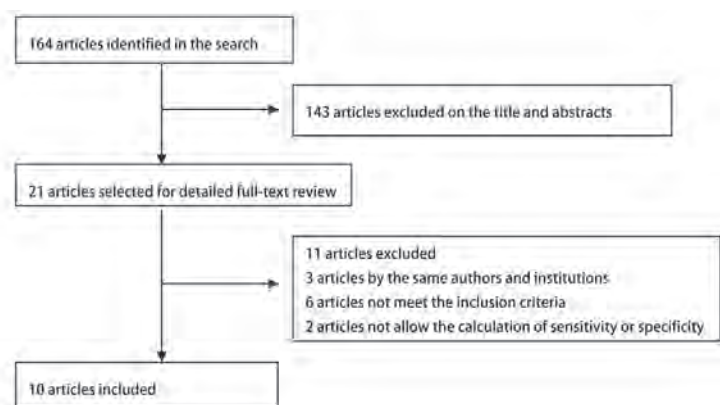 164 articles identified in the search
143 articles excluded on the title and abstracts
21 articles selected for detailed full-text review
11 articles excluded
3 articles by the same authors and institutions
6 articles not meet the inclusion criteria
2 articles not allow the calculation of sensitivity or specificity
10 articles included